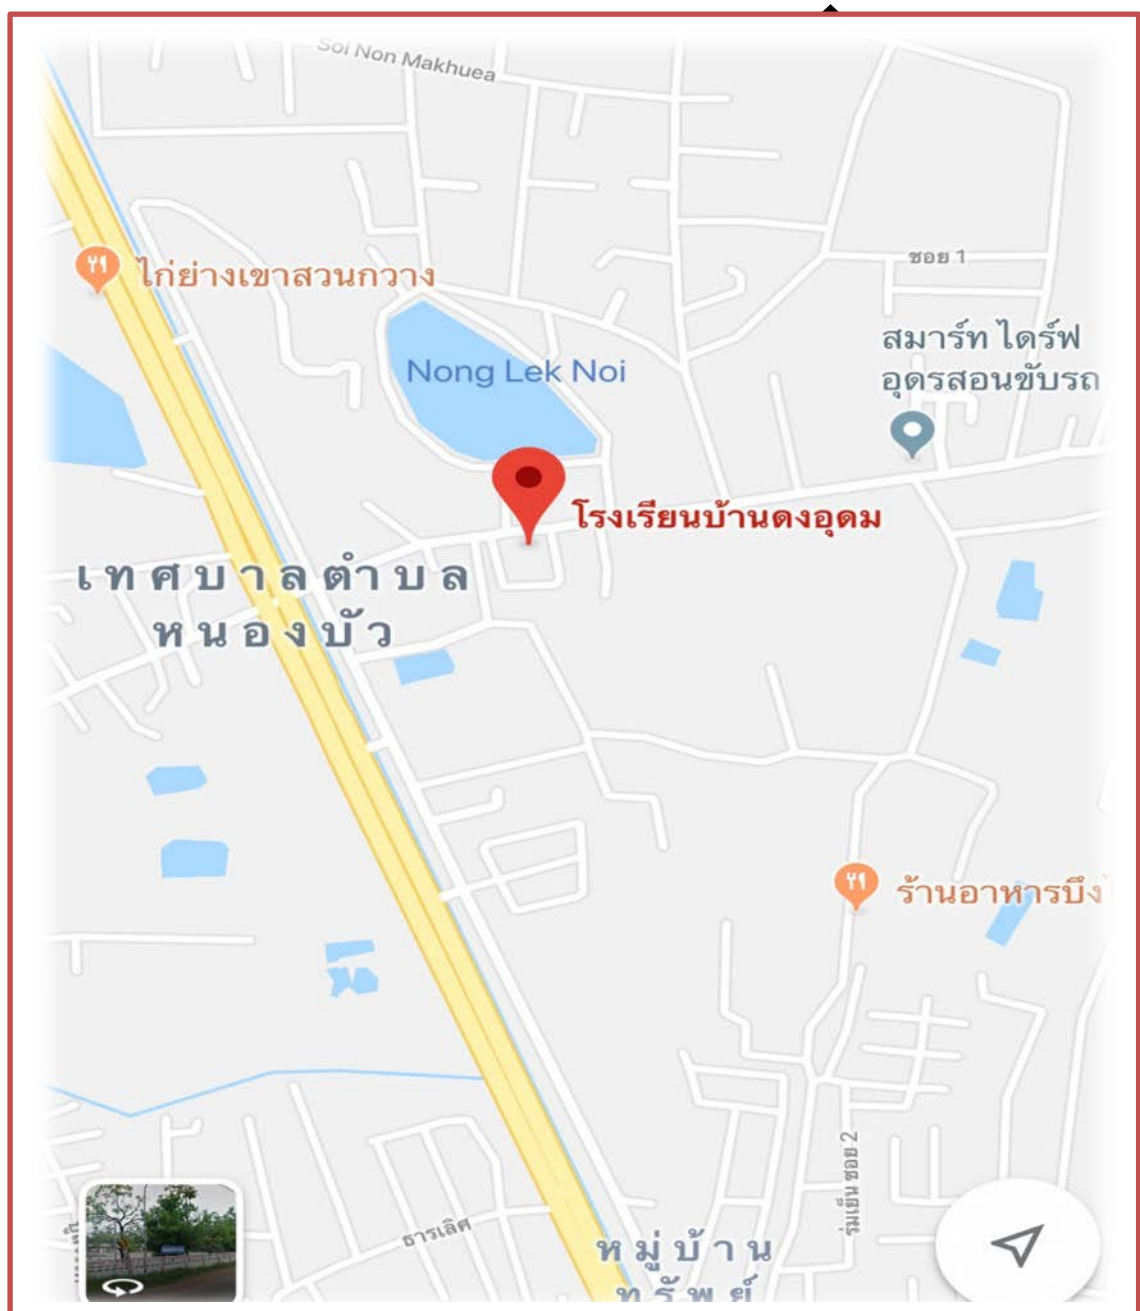 Soi Non Makhuea
ไก่ย่างเขาสวนกวาง
ซอย 1
สมาร์ท ไดร์ฟ
อุดรสอนขับรถ
Nong Lek Noi
โรงเรียนบ้านดงอุดม
เทศบาลตำบล
หนองบัว
ร้านอาหารบึง
ร่มเย็น ซอย 2
ธารเลิศ
หมู่บ้าน
ทรัพย์